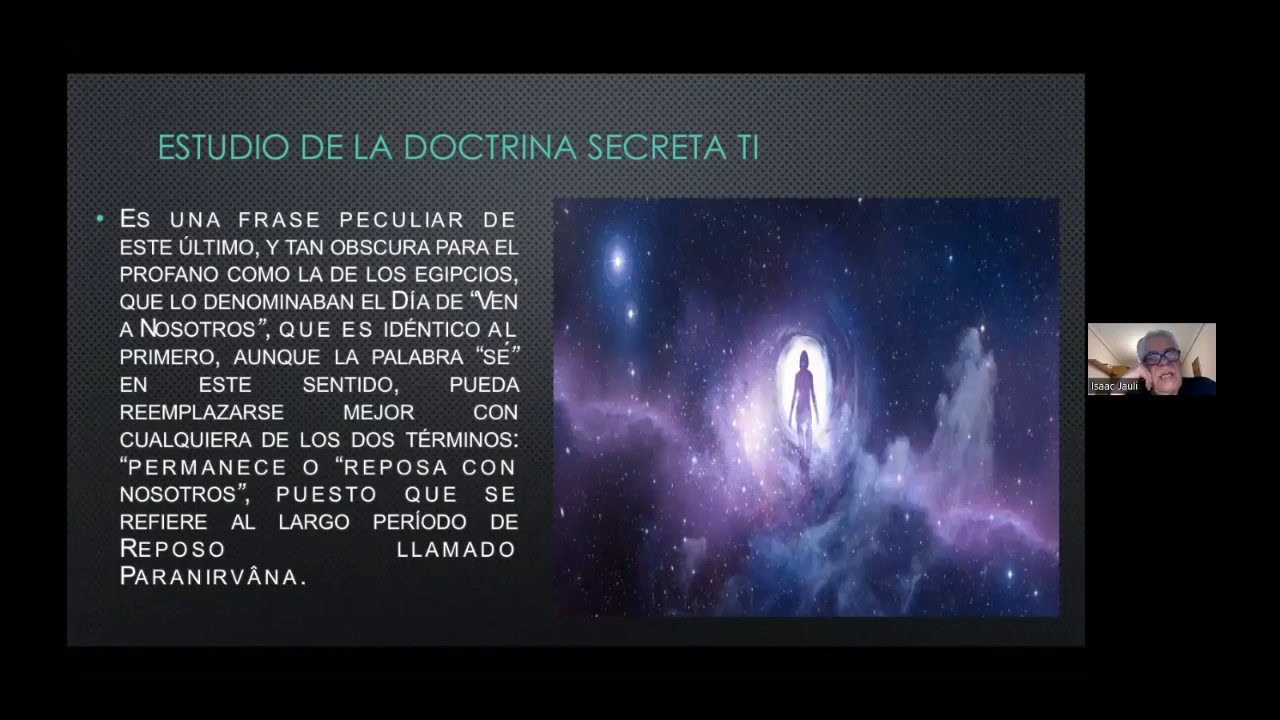 ESTUDIO DE LA DOCTRINA SECRETA TI
• ES UNA FRASE PECULIAR DE
ESTE ÚLTIMO, Y TAN OBSCURA PARA EL
PROFANO COMO LA DE LOS EGIPCIOS,
QUE LO DENOMINABAN EL DÍA DE “VEN
A NOSOTROS”, QUE ES IDÉNTICO AL
PRIMERO, AUNQUE LA PALABRA “SÉ”
EN ESTE SENTIDO, PUEDA
REEMPLAZARSE MEJOR CON
CUALQUIERA DE LOS DOS TÉRMINOS:
“PERMANECE O “REPOSA CON
NOSOTROS”, PUESTO QUE SE
REFIERE AL LARGO PERÍODO DE
REPOSO LLAMADO
PARANIRVÂNA.
Isaac Jauli